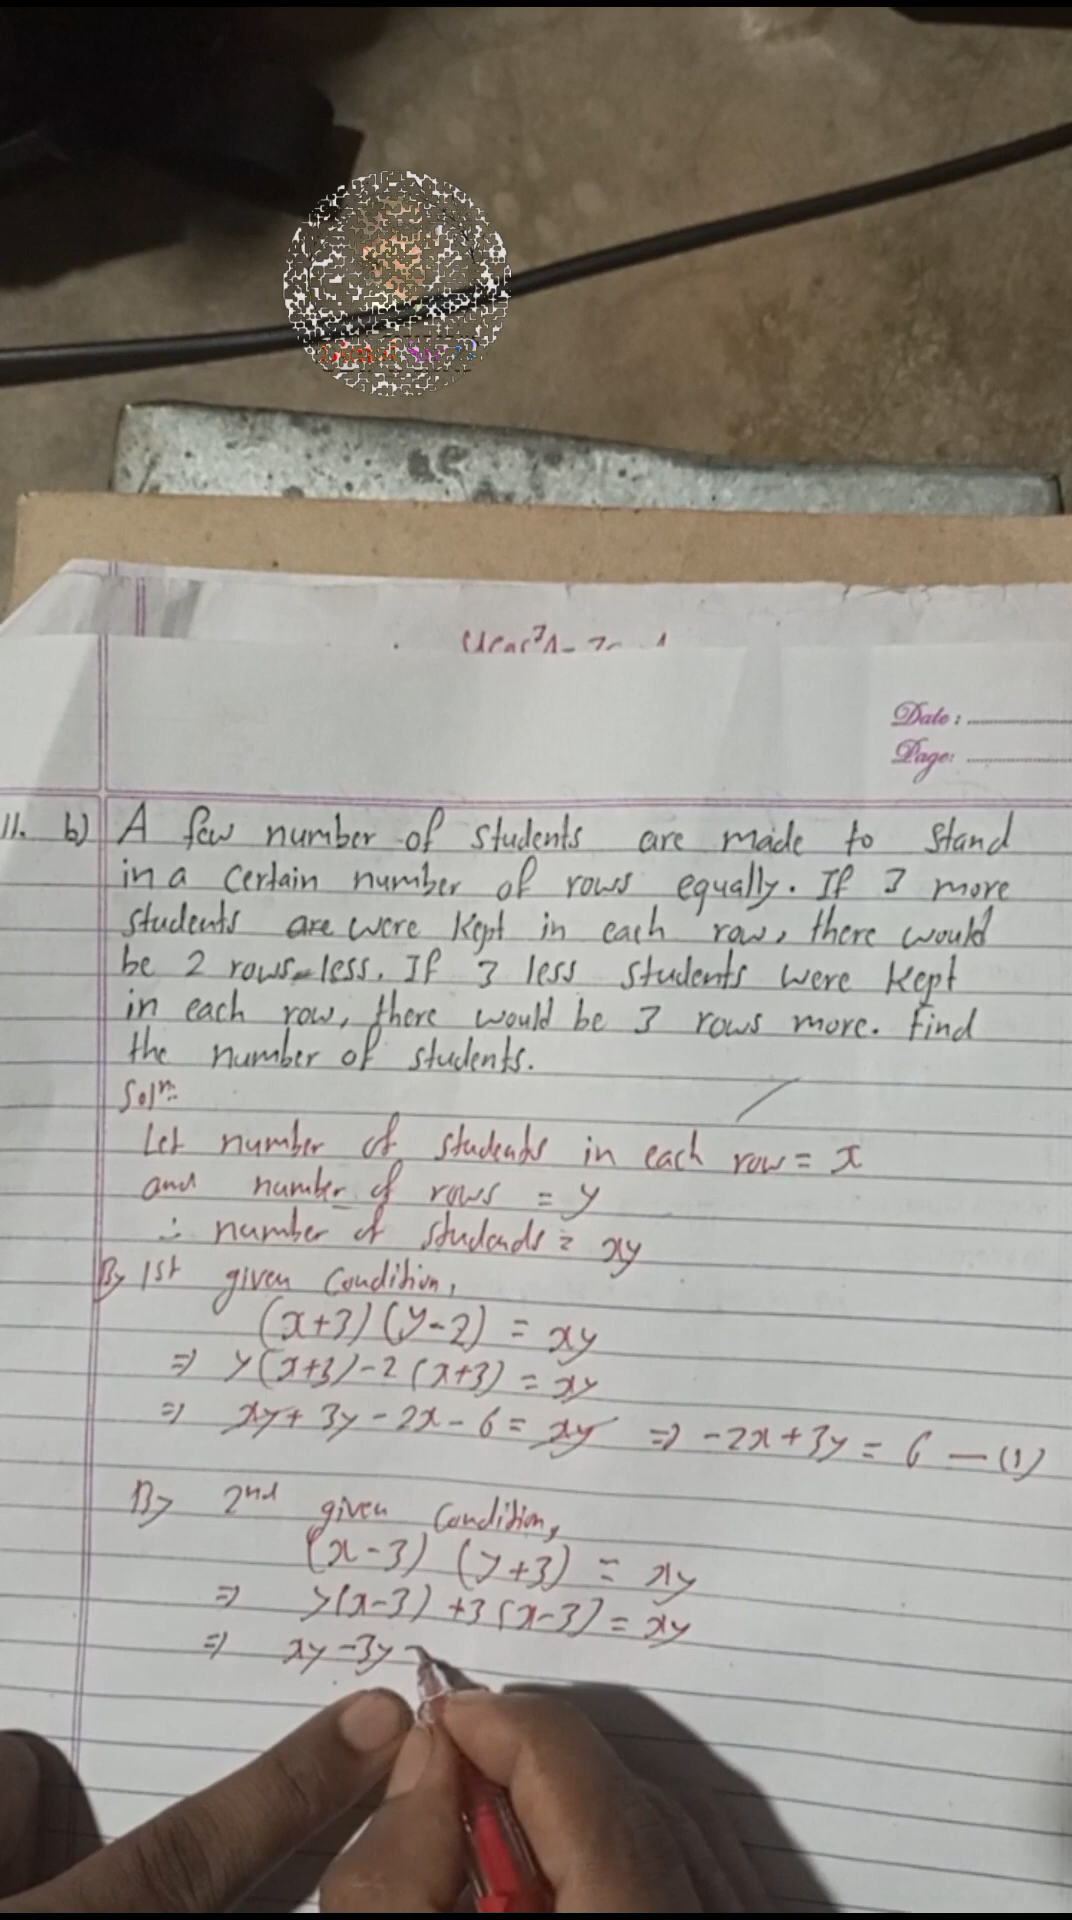 Date:
Page:
11. b) A few number of students are made to stand
in a certain number of rows equally. If 3 more
students are were kept in each row, there would
be 2 rows less. If 3 less students were kept
in each row, there would be 3 rows more. Find
the number of students.
Solⁿ:
Let number of students in each row = x
and number of rows = y
∴ number of students = xy
By 1st given condition,
(x+3) (y-2) = xy
⇒ y(x+3)-2(x+3) = xy
⇒ xy + 3y - 2x - 6 = xy ⇒ -2x + 3y = 6 — (1)
By 2nd given condition,
(x-3) (y+3) = xy
⇒ y(x-3) +3(x-3) = xy
⇒ xy -3y